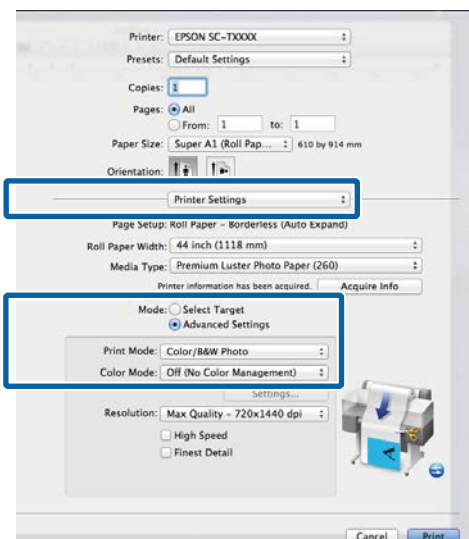 Printer: EPSON SC-TXXXX
Presets: Default Settings
Copies: 1
Pages: All
From: 1 to: 1
Paper Size: Super A1 (Roll Pap... 610 by 914 mm
Orientation:
Printer Settings
Page Setup: Roll Paper - Borderless (Auto Expand)
Roll Paper Width: 44 inch (1118 mm)
Media Type: Premium Luster Photo Paper (260)
Printer information has been acquired. Acquire Info
Mode: Select Target
Advanced Settings
Print Mode: Color/B&W Photo
Color Mode: Off (No Color Management)
Settings...
Resolution: Max Quality - 720x1440 dpi
High Speed
Finest Detail
Cancel Print